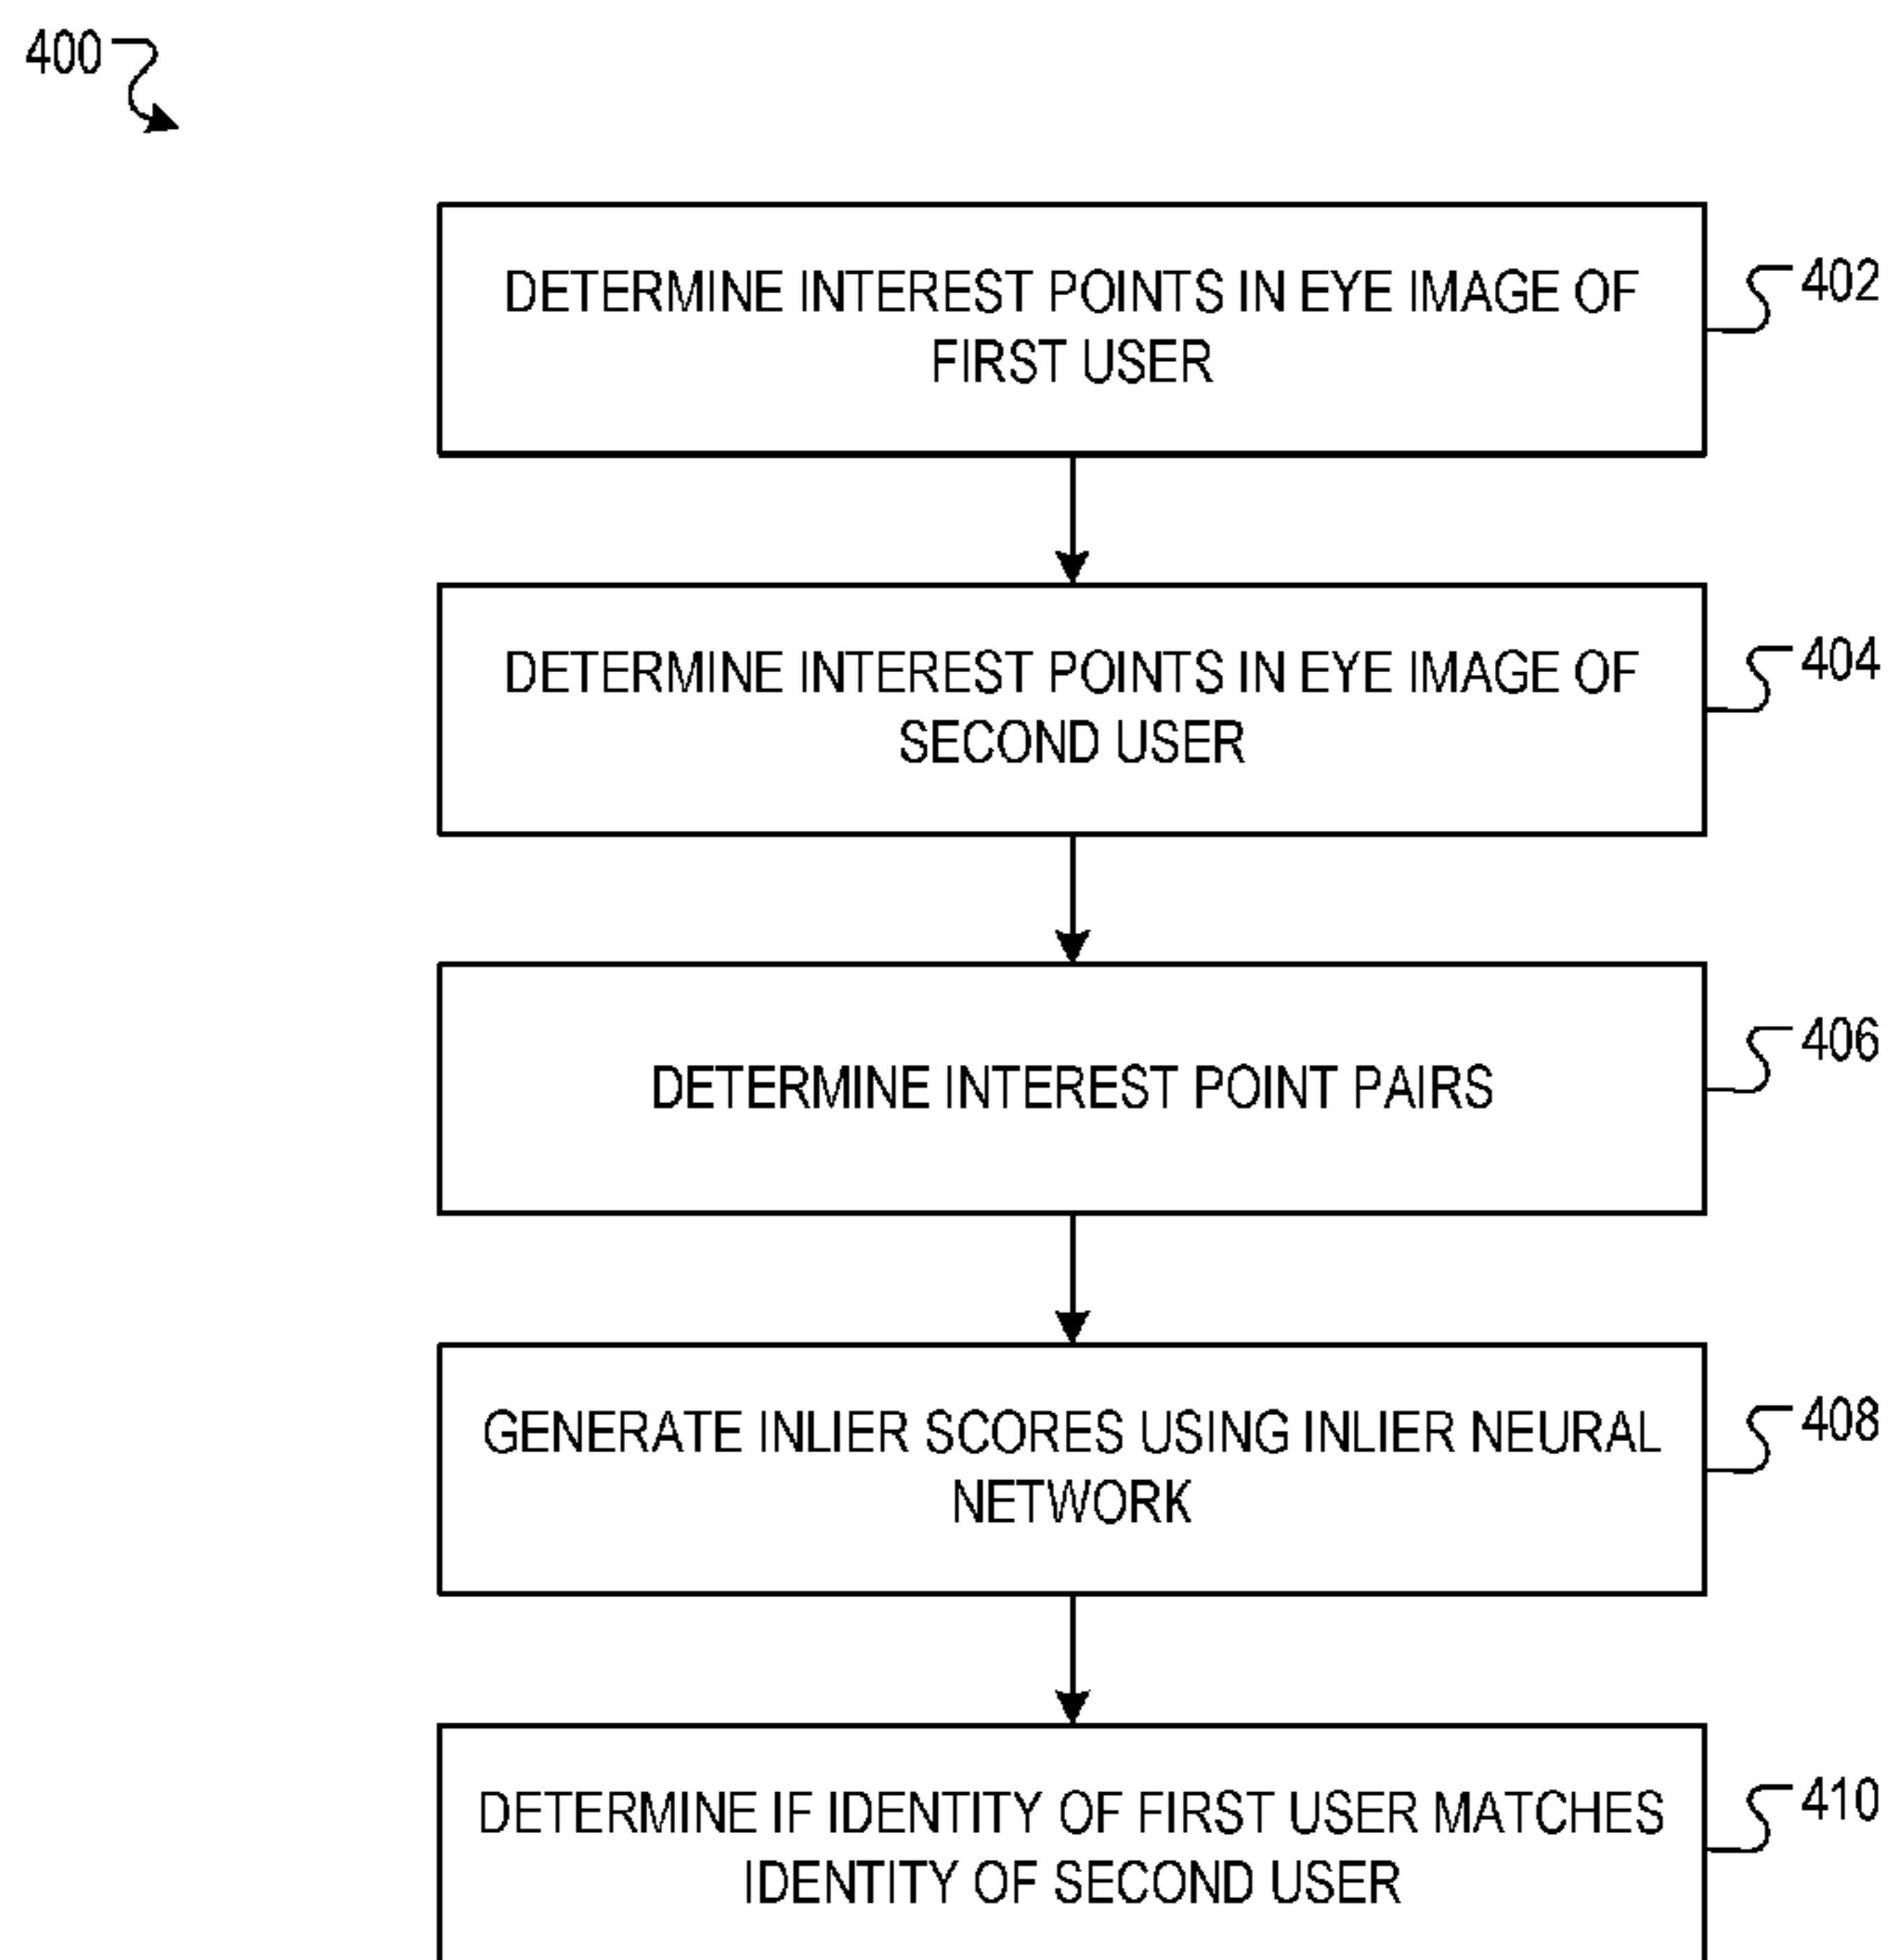 400
DETERMINE INTEREST POINTS IN EYE IMAGE OF
FIRST USER
402
DETERMINE INTEREST POINTS IN EYE IMAGE OF
SECOND USER
404
DETERMINE INTEREST POINT PAIRS
406
GENERATE INLIER SCORES USING INLIER NEURAL
NETWORK
408
DETERMINE IF IDENTITY OF FIRST USER MATCHES
IDENTITY OF SECOND USER
410